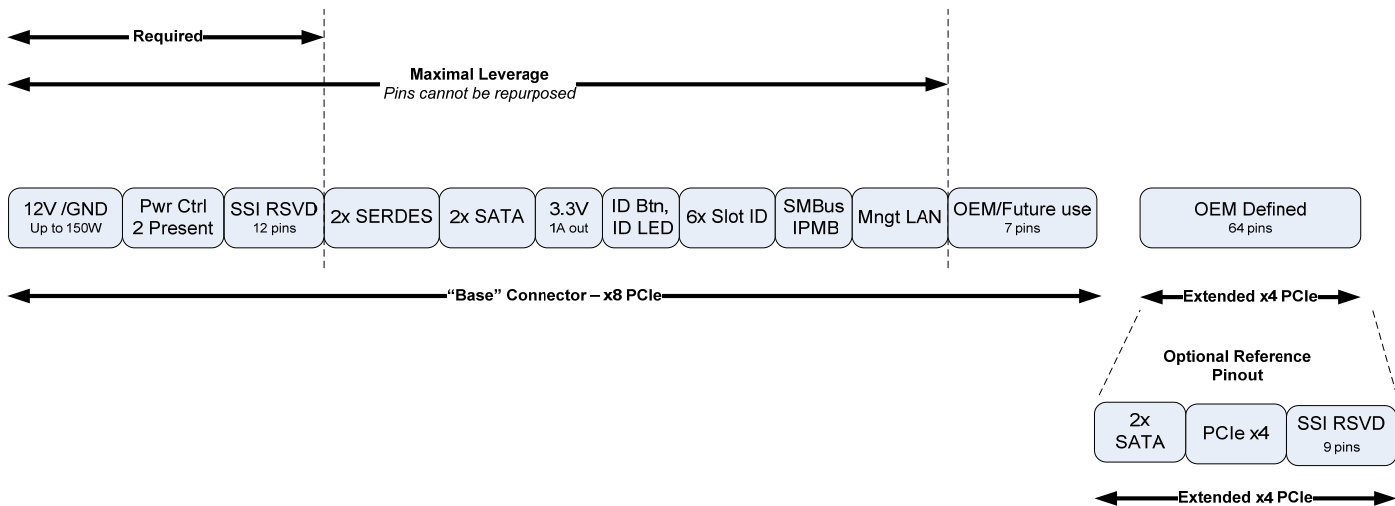 Required
Maximal Leverage
Pins cannot be repurposed
12V /GND
Up to 150W
Pwr Ctrl
2 Present
SSI RSVD
12 pins
2x SERDES
2x SATA
3.3V
1A out
ID Btn,
ID LED
6x Slot ID
SMBus
IPMB
Mngt LAN
OEM/Future use
7 pins
OEM Defined
64 pins
“Base” Connector – x8 PCIe
Extended x4 PCIe
Optional Reference
Pinout
2x
SATA
PCIe x4
SSI RSVD
9 pins
Extended x4 PCIe